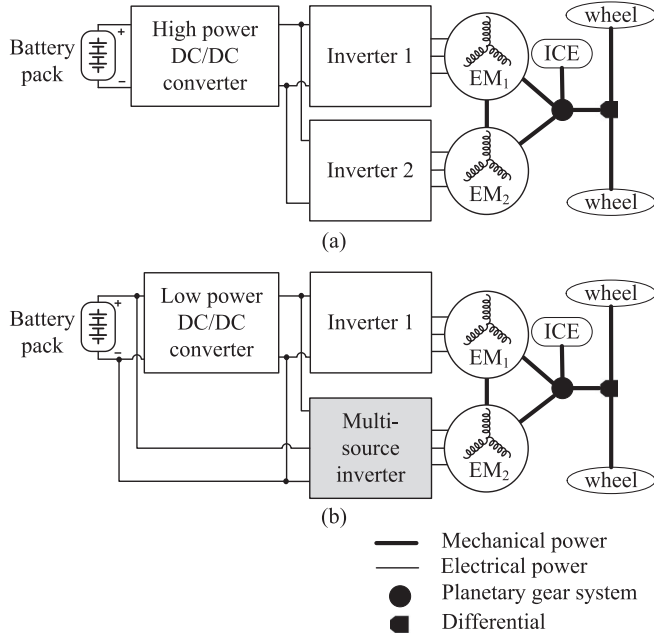 wheel
Battery
pack
+
−
High power
DC/DC
converter
Inverter 1
EM1
ICE
Inverter 2
EM2
wheel
(a)
wheel
Battery
pack
+
−
Low power
DC/DC
converter
Inverter 1
EM1
ICE
Multi-
source
inverter
EM2
wheel
(b)
Mechanical power
Electrical power
Planetary gear system
Differential